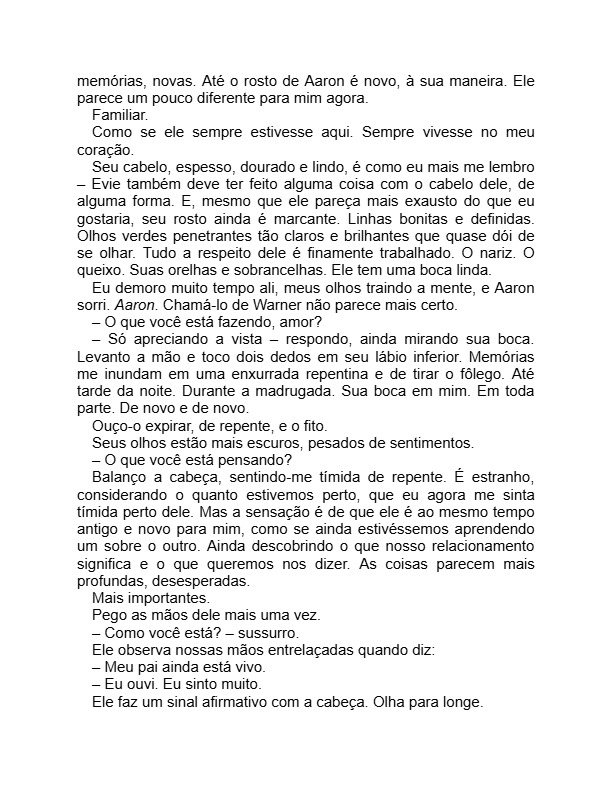 memórias, novas. Até o rosto de Aaron é novo, à sua maneira. Ele
parece um pouco diferente para mim agora.
Familiar.
Como se ele sempre estivesse aqui. Sempre vivesse no meu
coração.
Seu cabelo, espesso, dourado e lindo, é como eu mais me lembro
– Evie também deve ter feito alguma coisa com o cabelo dele, de
alguma forma. E, mesmo que ele pareça mais exausto do que eu
gostaria, seu rosto ainda é marcante. Linhas bonitas e definidas.
Olhos verdes penetrantes tão claros e brilhantes que quase dói de
se olhar. Tudo a respeito dele é finamente trabalhado. O nariz. O
queixo. Suas orelhas e sobrancelhas. Ele tem uma boca linda.
Eu demoro muito tempo ali, meus olhos traindo a mente, e Aaron
sorri. Aaron. Chamá-lo de Warner não parece mais certo.
– O que você está fazendo, amor?
– Só apreciando a vista – respondo, ainda mirando sua boca.
Levanto a mão e toco dois dedos em seu lábio inferior. Memórias
me inundam em uma enxurrada repentina e de tirar o fôlego. Até
tarde da noite. Durante a madrugada. Sua boca em mim. Em toda
parte. De novo e de novo.
Ouço-o expirar, de repente, e o fito.
Seus olhos estão mais escuros, pesados de sentimentos.
– O que você está pensando?
Balanço a cabeça, sentindo-me tímida de repente. É estranho,
considerando o quanto estivemos perto, que eu agora me sinta
tímida perto dele. Mas a sensação é de que ele é ao mesmo tempo
antigo e novo para mim, como se ainda estivéssemos aprendendo
um sobre o outro. Ainda descobrindo o que nosso relacionamento
significa e o que queremos nos dizer. As coisas parecem mais
profundas, desesperadas.
Mais importantes.
Pego as mãos dele mais uma vez.
– Como você está? – sussurro.
Ele observa nossas mãos entrelaçadas quando diz:
– Meu pai ainda está vivo.
– Eu ouvi. Eu sinto muito.
Ele faz um sinal afirmativo com a cabeça. Olha para longe.